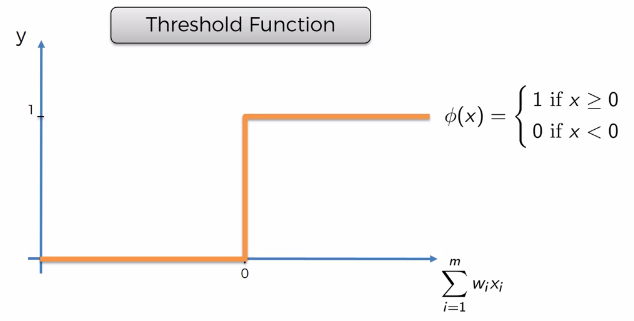 Threshold Function
y
1
ϕ(x) = { 1 if x ≥ 0
0 if x < 0
0
m
∑ wᵢxᵢ
i=1